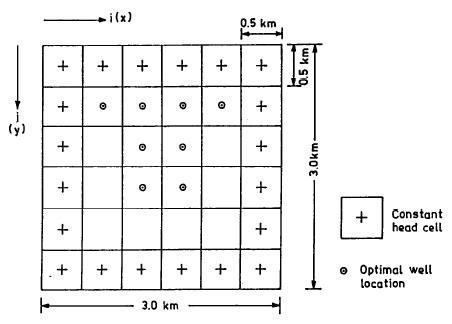 i(x)
0.5 km
0.5 km
j
(y)
3.0km
Constant
head cell
Optimal well
location
3.0 km